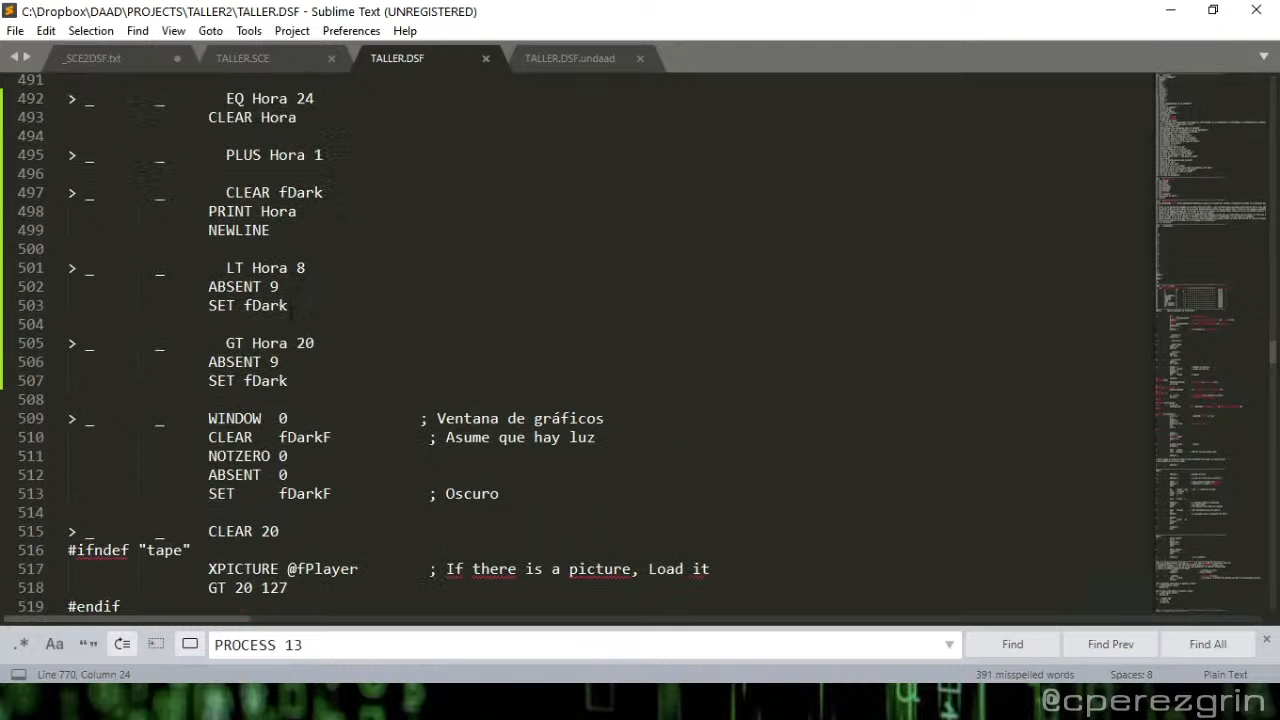 C:\Dropbox\DAAD\PROJECTS\TALLER2\TALLER.DSF - Sublime Text (UNREGISTERED)
File Edit Selection Find View Goto Tools Project Preferences Help
_SCE2DSF.txt TALLER.SCE TALLER.DSF TALLER.DSF.undaad
491
492 > _ _ EQ Hora 24
493 CLEAR Hora
494
495 > _ _ PLUS Hora 1
496
497 > _ _ CLEAR fDark
498 PRINT Hora
499 NEWLINE
500
501 > _ _ LT Hora 8
502 ABSENT 9
503 SET fDark
504
505 > _ _ GT Hora 20
506 ABSENT 9
507 SET fDark
508
509 > _ _ WINDOW 0 ; Ventana de gráficos
510 CLEAR fDarkF ; Asume que hay luz
511 NOTZERO 0
512 ABSENT 0
513 SET fDarkF ; Oscuro
514
515 > _ _ CLEAR 20
516 #ifndef "tape"
517 XPICTURE @fPlayer ; If there is a picture, Load it
518 GT 20 127
519 #endif
.* Aa “” PROCESS 13 Find Find Prev Find All
Line 770, Column 24 391 misspelled words Spaces: 8 Plain Text
@cperezgrin